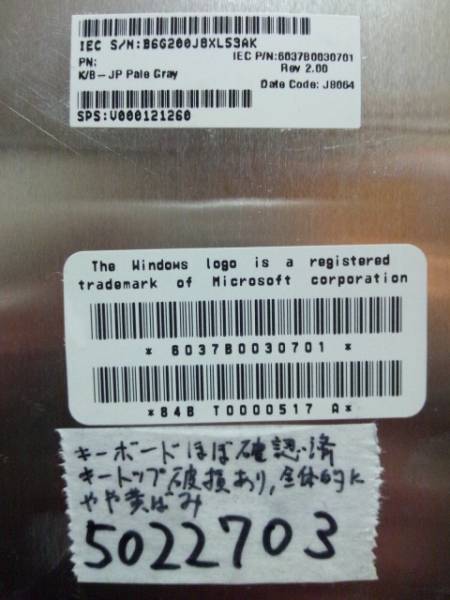 IEC S/N:B6G200J8XL53AK
PN: IEC P/N:6037B0030701
K/B-JP Pale Gray Rev 2.00
Date Code: J8064
SPS:V000121260
The Windows logo is a registered
trademark of Microsoft corporation
* 6037B0030701 *
*84B T0000517 A*
キーボードほぼ確認済
キートップ破損あり,全体的に
やや黄ばみ
5022703